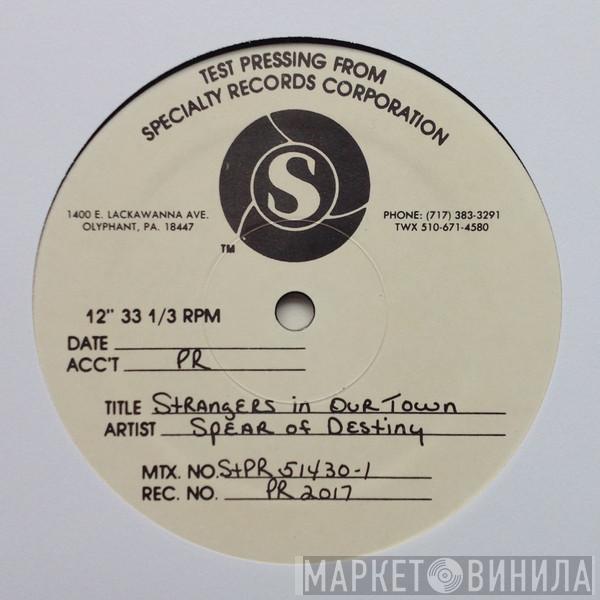 TEST PRESSING FROM
SPECIALTY RECORDS CORPORATION
S
1400 E. LACKAWANNA AVE.
OLYPHANT, PA. 18447
PHONE: (717) 383-3291
TWX 510-671-4580
TM
12" 33 1/3 RPM
DATE
ACC'T PR
TITLE Strangers in Our Town
ARTIST Spear of Destiny
MTX. NO. StPR 51430-1
REC. NO. PR 2017
МАРКЕТ ВИНИЛА